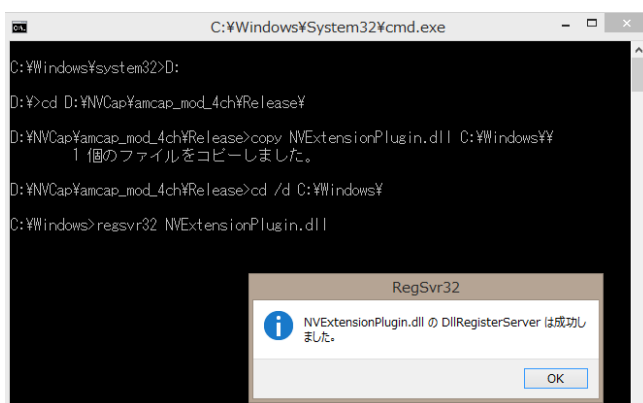 C:¥Windows¥System32¥cmd.exe
C:¥Windows¥system32>D:
D:¥>cd D:¥NVCap¥amcap_mod_4ch¥Release¥
D:¥NVCap¥amcap_mod_4ch¥Release>copy NVExtensionPlugin.dll C:¥Windows¥¥
1 個のファイルをコピーしました。
D:¥NVCap¥amcap_mod_4ch¥Release>cd /d C:¥Windows¥
C:¥Windows>regsvr32 NVExtensionPlugin.dll
RegSvr32
NVExtensionPlugin.dll の DllRegisterServer は成功し
ました。
OK